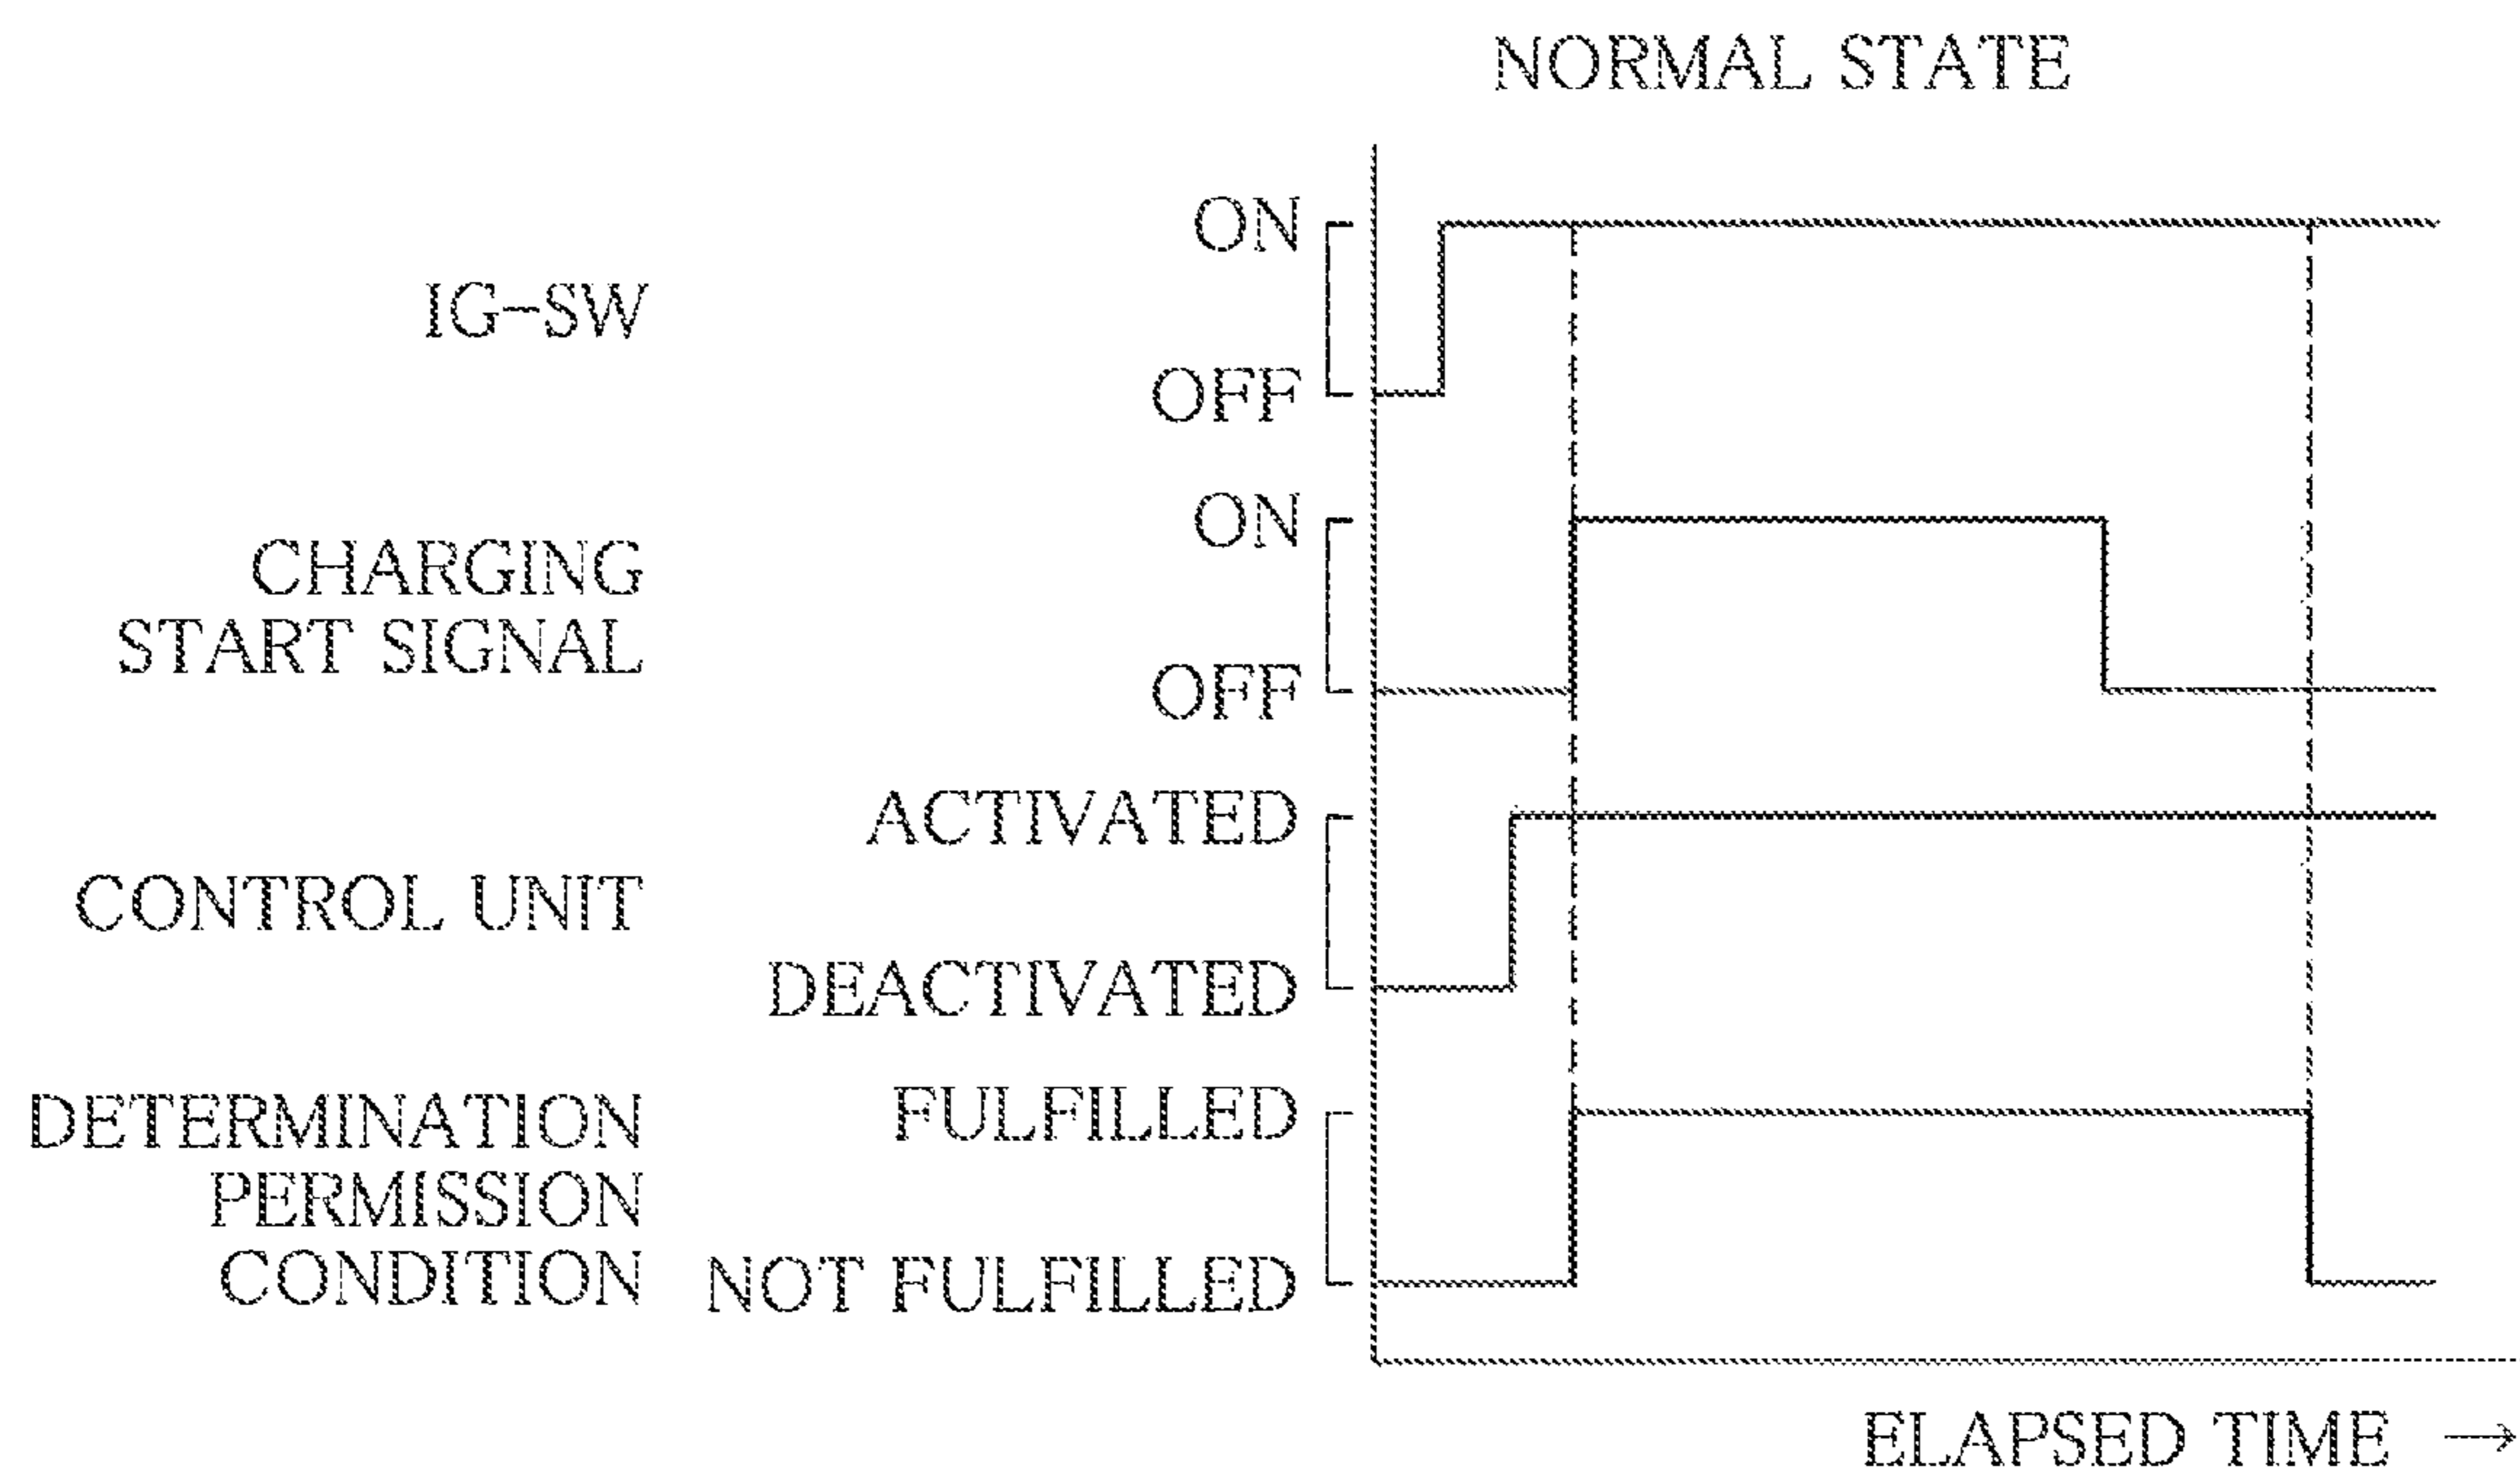 NORMAL STATE
IG-SW
ON
OFF
CHARGING
START SIGNAL
ON
OFF
CONTROL UNIT
ACTIVATED
DEACTIVATED
DETERMINATION
PERMISSION
CONDITION
FULFILLED
NOT FULFILLED
ELAPSED TIME →